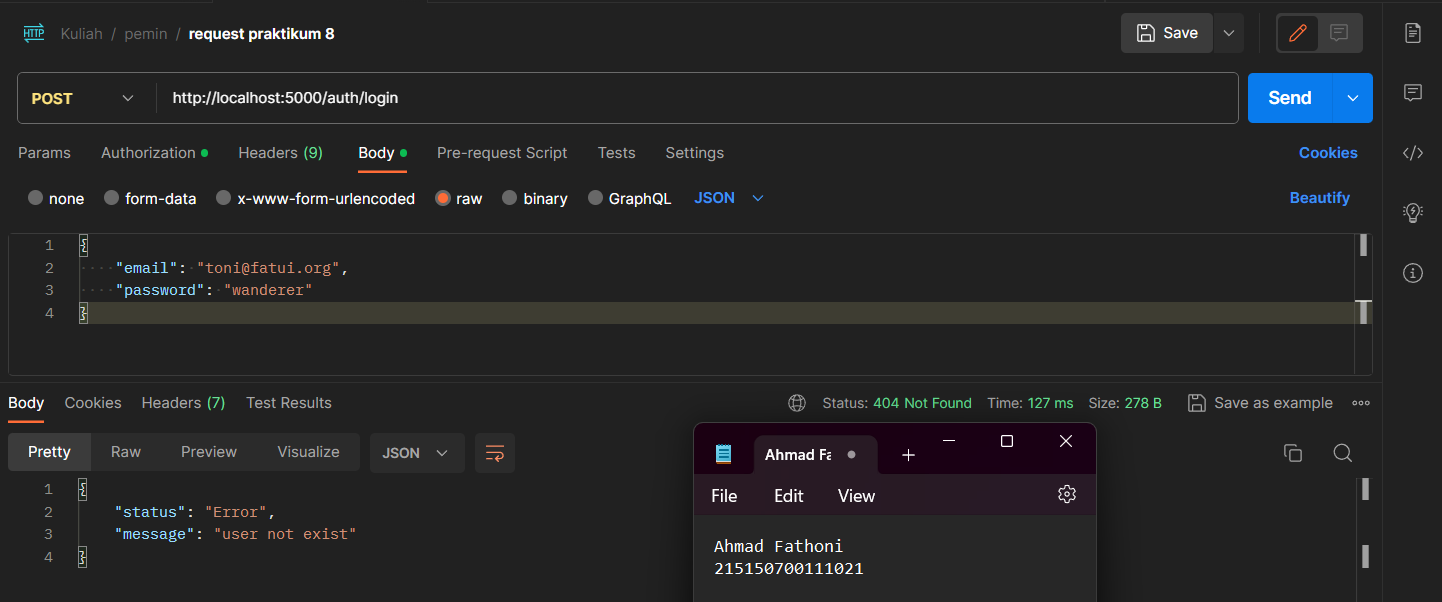 HTTP Kuliah / pemin / request praktikum 8 Save
POST http://localhost:5000/auth/login Send
Params Authorization Headers (9) Body Pre-request Script Tests Settings Cookies
none form-data x-www-form-urlencoded raw binary GraphQL JSON Beautify
1 {
2 ····"email":·"toni@fatui.org",
3 ····"password":·"wanderer"
4 }
Body Cookies Headers (7) Test Results Status: 404 Not Found Time: 127 ms Size: 278 B Save as example
Pretty Raw Preview Visualize JSON
1 {
2 "status": "Error",
3 "message": "user not exist"
4 }
Ahmad Fa
File Edit View
Ahmad Fathoni
215150700111021